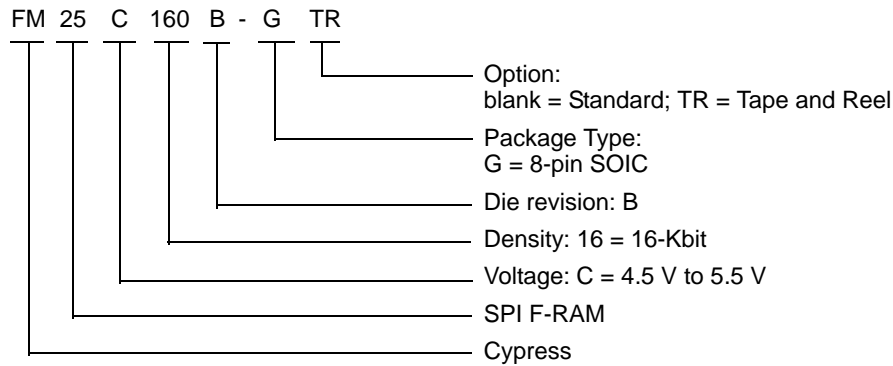 FM 25 C 160 B - G TR
Option:
blank = Standard; TR = Tape and Reel
Package Type:
G = 8-pin SOIC
Die revision: B
Density: 16 = 16-Kbit
Voltage: C = 4.5 V to 5.5 V
SPI F-RAM
Cypress